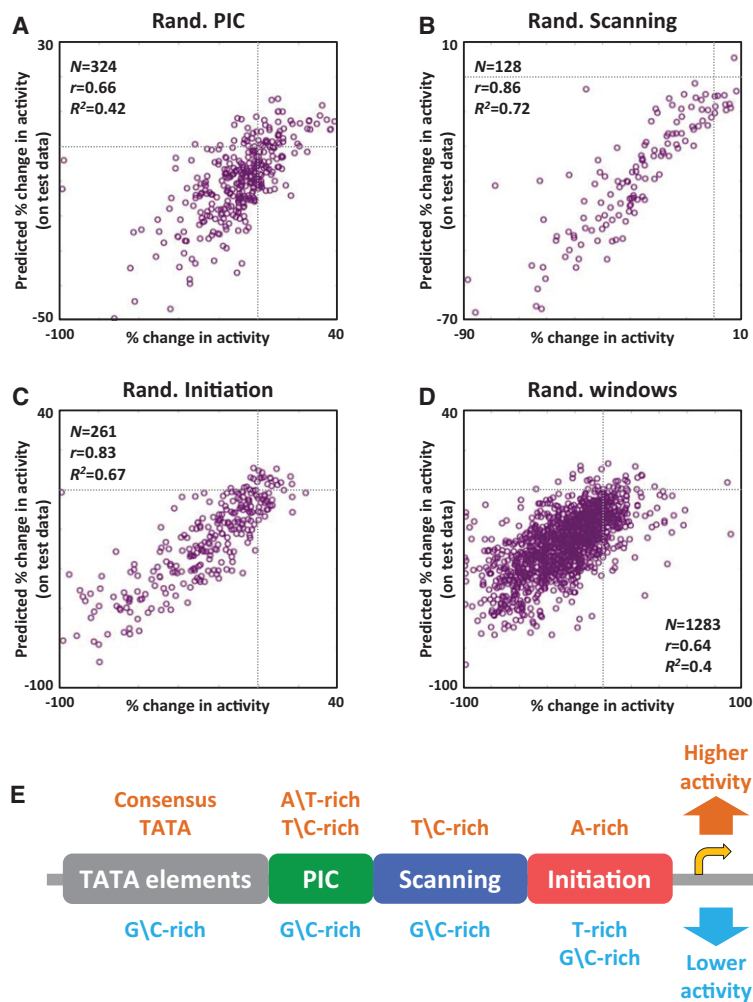 A
Rand. PIC
30
N=324
r=0.66
R²=0.42
Predicted % change in activity
(on test data)
-50
-100
% change in activity
40
B
Rand. Scanning
10
N=128
r=0.86
R²=0.72
Predicted % change in activity
(on test data)
-70
-90
% change in activity
10
C
Rand. Initiation
40
N=261
r=0.83
R²=0.67
Predicted % change in activity
(on test data)
-100
-100
% change in activity
40
D
Rand. windows
40
N=1283
r=0.64
R²=0.4
Predicted % change in activity
(on test data)
-100
-100
% change in activity
100
E
Consensus
TATA
A\T-rich
T\C-rich
T\C-rich
A-rich
Higher
activity
TATA elements
PIC
Scanning
Initiation
G\C-rich
G\C-rich
G\C-rich
T-rich
G\C-rich
Lower
activity